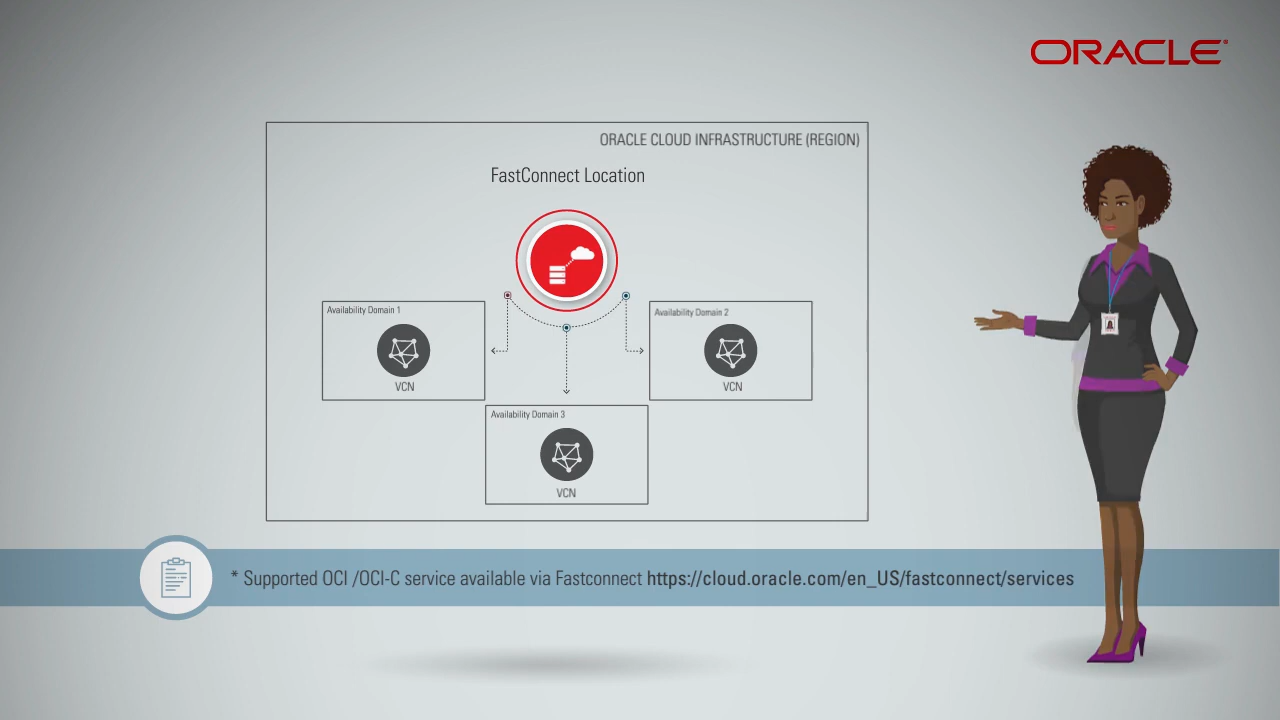 ORACLE
ORACLE CLOUD INFRASTRUCTURE (REGION)
FastConnect Location
Availability Domain 1
VCN
Availability Domain 2
VCN
Availability Domain 3
VCN
* Supported OCI /OCI-C service available via Fastconnect https://cloud.oracle.com/en_US/fastconnect/services